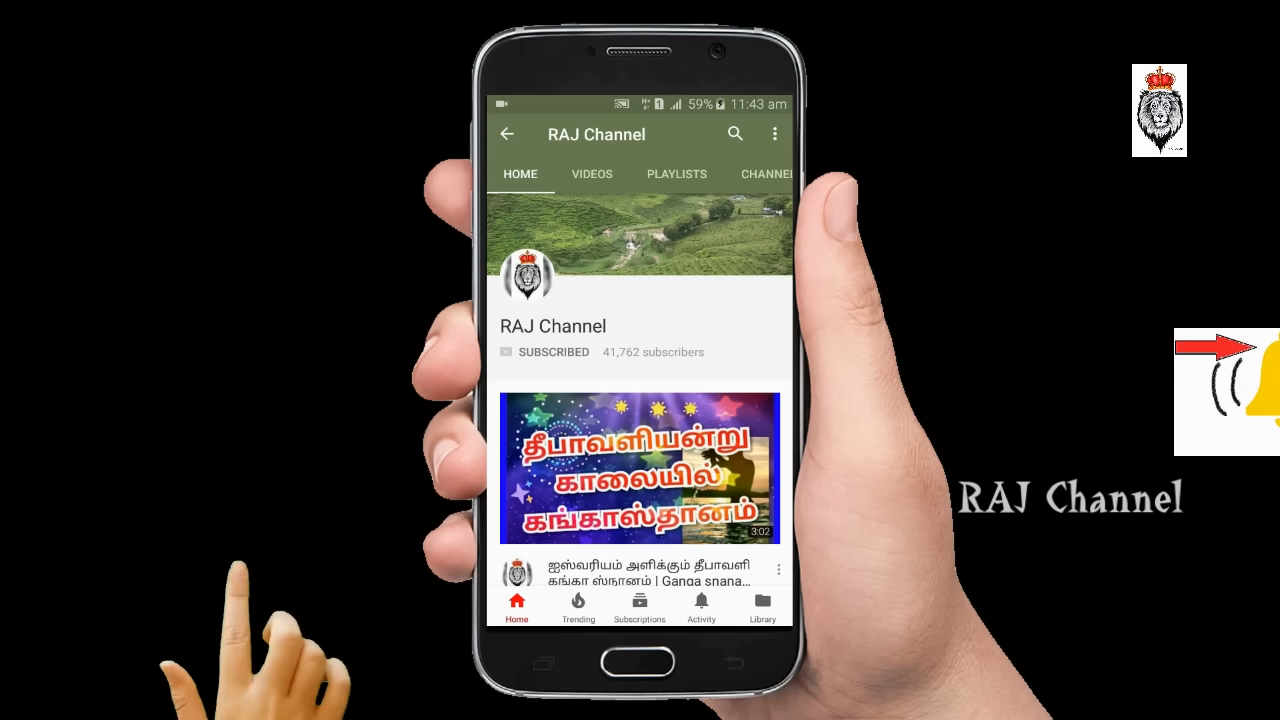 59% 11:43 am
RAJ Channel
HOME VIDEOS PLAYLISTS CHANNEL
RAJ Channel
SUBSCRIBED 41,762 subscribers
தீபாவளியன்று
காலையில்
கங்காஸ்தானம்
3:02
ஐஸ்வரியம் அளிக்கும் தீபாவளி
கங்கா ஸ்நானம் | Ganga snana...
Home Trending Subscriptions Activity Library
RAJ Channel